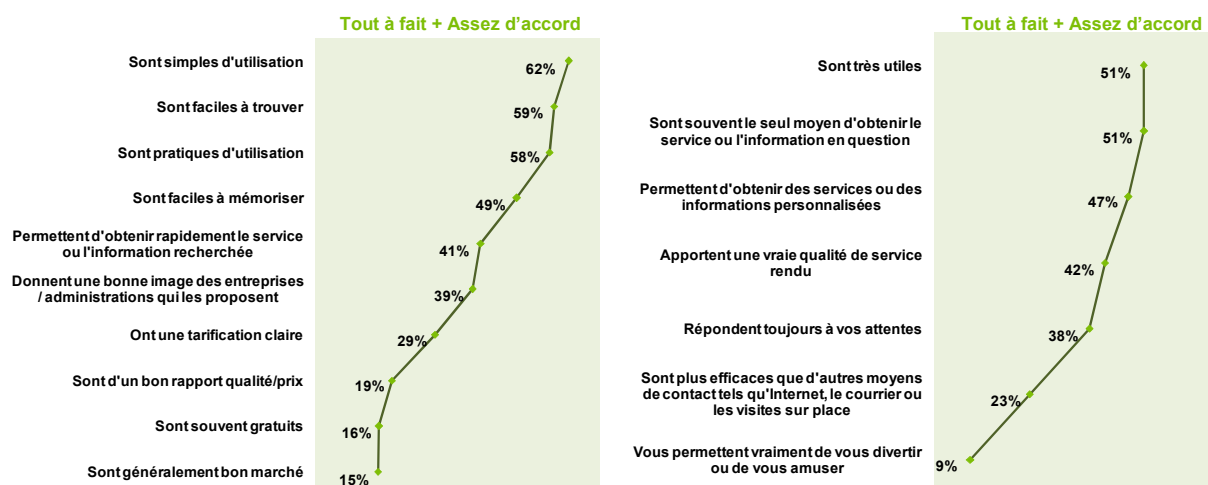 Tout à fait + Assez d'accord
Sont simples d'utilisation
62%
Sont faciles à trouver
59%
Sont pratiques d'utilisation
58%
Sont faciles à mémoriser
49%
Permettent d'obtenir rapidement le service
ou l'information recherchée
41%
Donnent une bonne image des entreprises
/ administrations qui les proposent
39%
Ont une tarification claire
29%
Sont d'un bon rapport qualité/prix
19%
Sont souvent gratuits
16%
Sont généralement bon marché
15%
Tout à fait + Assez d'accord
Sont très utiles
51%
Sont souvent le seul moyen d'obtenir le
service ou l'information en question
51%
Permettent d'obtenir des services ou des
informations personnalisées
47%
Apportent une vraie qualité de service
rendu
42%
Répondent toujours à vos attentes
38%
Sont plus efficaces que d'autres moyens
de contact tels qu'Internet, le courrier ou
les visites sur place
23%
Vous permettent vraiment de vous divertir
ou de vous amuser
9%